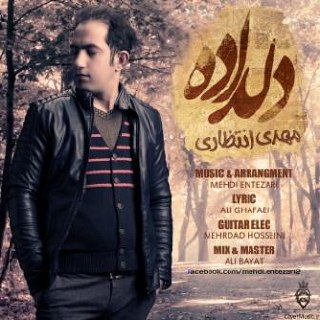 دلداده
مهدی انتظاری
MUSIC & ARRANGMENT
MEHDI ENTEZARI
LYRIC
ALI GHAFAEI
GUITAR ELEC
MEHRDAD HOSSEINI
MIX & MASTER
ALI BAYAT
facebook.com/mehdi.entezari2